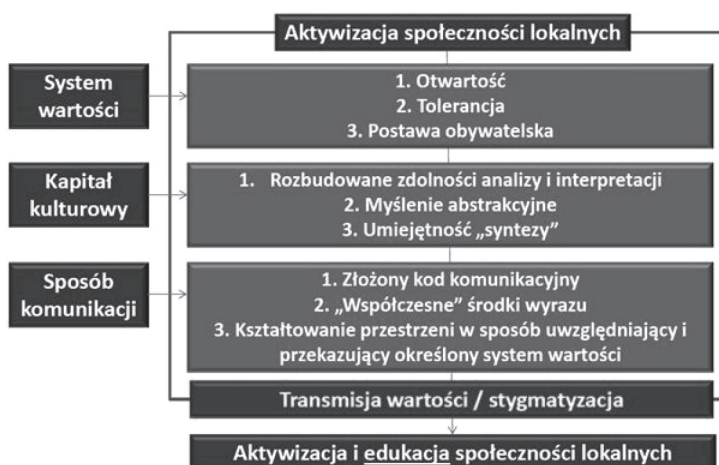 Aktywizacja społeczności lokalnych
System
wartości
1. Otwartość
2. Tolerancja
3. Postawa obywatelska
Kapitał
kulturowy
1. Rozbudowane zdolności analizy i interpretacji
2. Myślenie abstrakcyjne
3. Umiejętność „syntezy”
Sposób
komunikacji
1. Złożony kod komunikacyjny
2. „Współczesne” środki wyrazu
3. Kształtowanie przestrzeni w sposób uwzględniający i
przekazujący określony system wartości
Transmisja wartości / stygmatyzacja
Aktywizacja i edukacja społeczności lokalnych